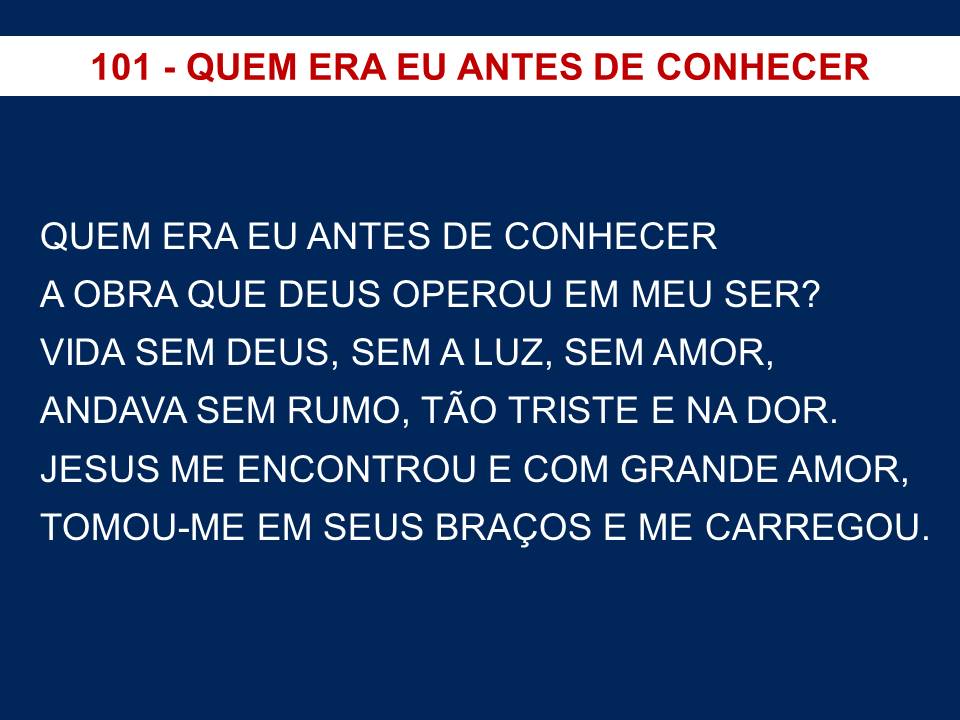 101 - QUEM ERA EU ANTES DE CONHECER
QUEM ERA EU ANTES DE CONHECER
A OBRA QUE DEUS OPEROU EM MEU SER?
VIDA SEM DEUS, SEM A LUZ, SEM AMOR,
ANDAVA SEM RUMO, TÃO TRISTE E NA DOR.
JESUS ME ENCONTROU E COM GRANDE AMOR,
TOMOU-ME EM SEUS BRAÇOS E ME CARREGOU.